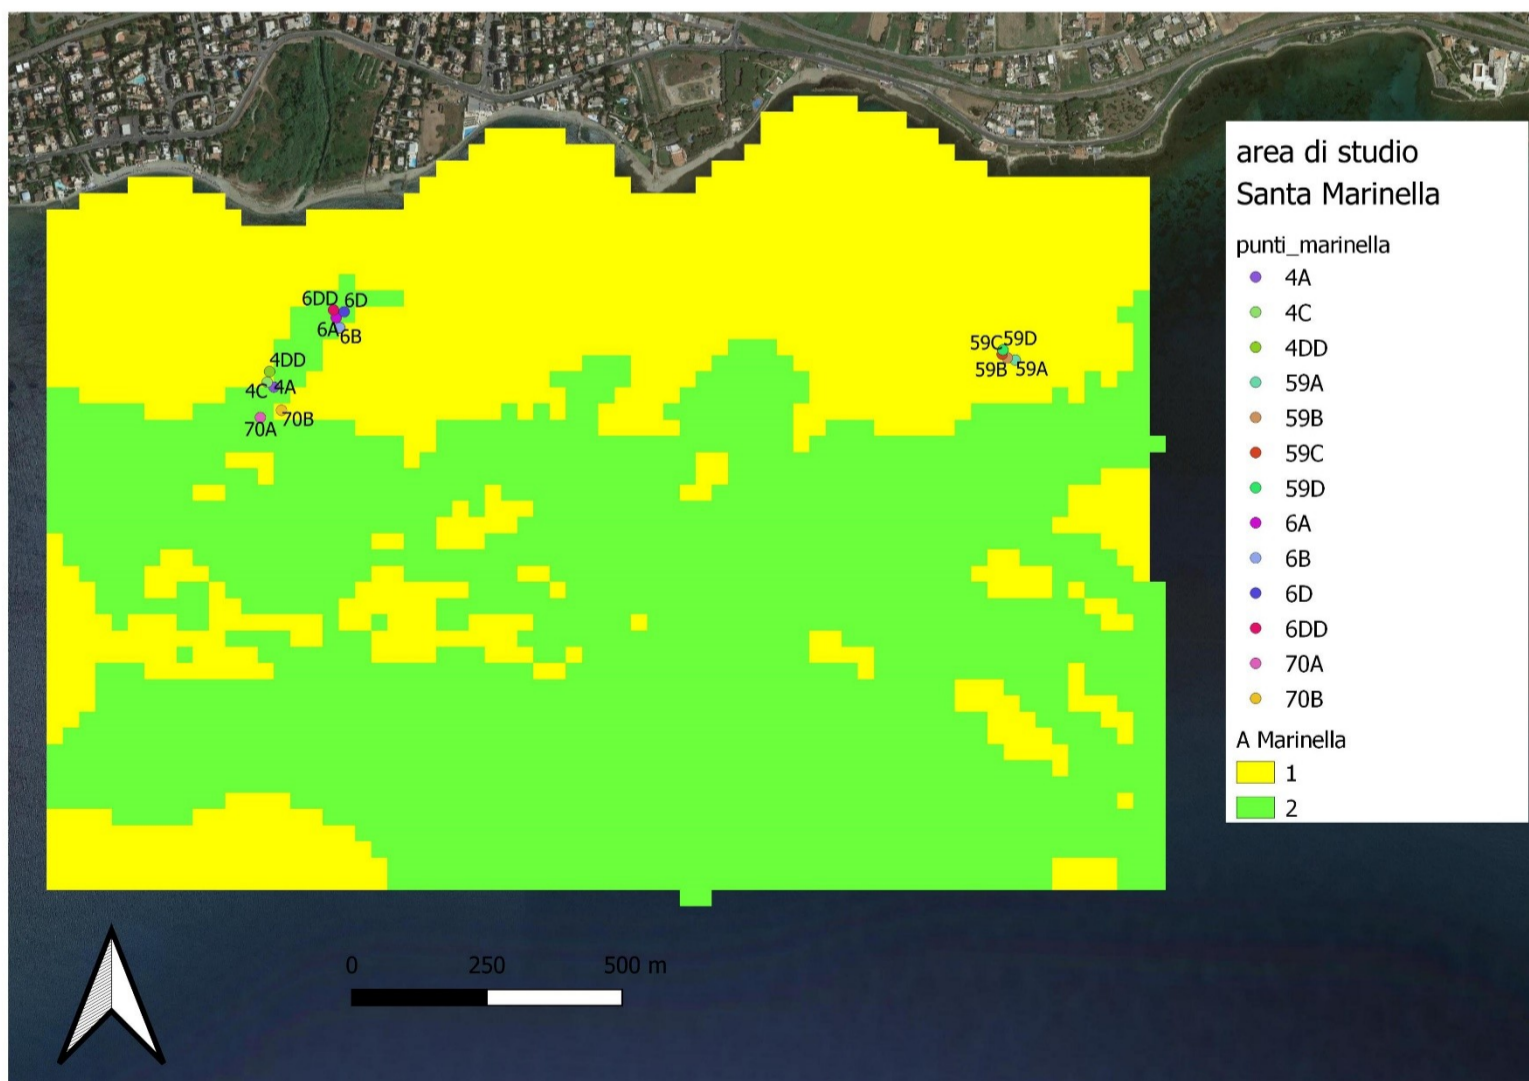 area di studio
Santa Marinella
punti_marinella
4A
4C
4DD
59A
59B
59C
59D
6A
6B
6D
6DD
70A
70B
A Marinella
1
2
6DD 6D
6A 6B
4DD
4C 4A
70A 70B
59C 59D
59B 59A
0 250 500 m